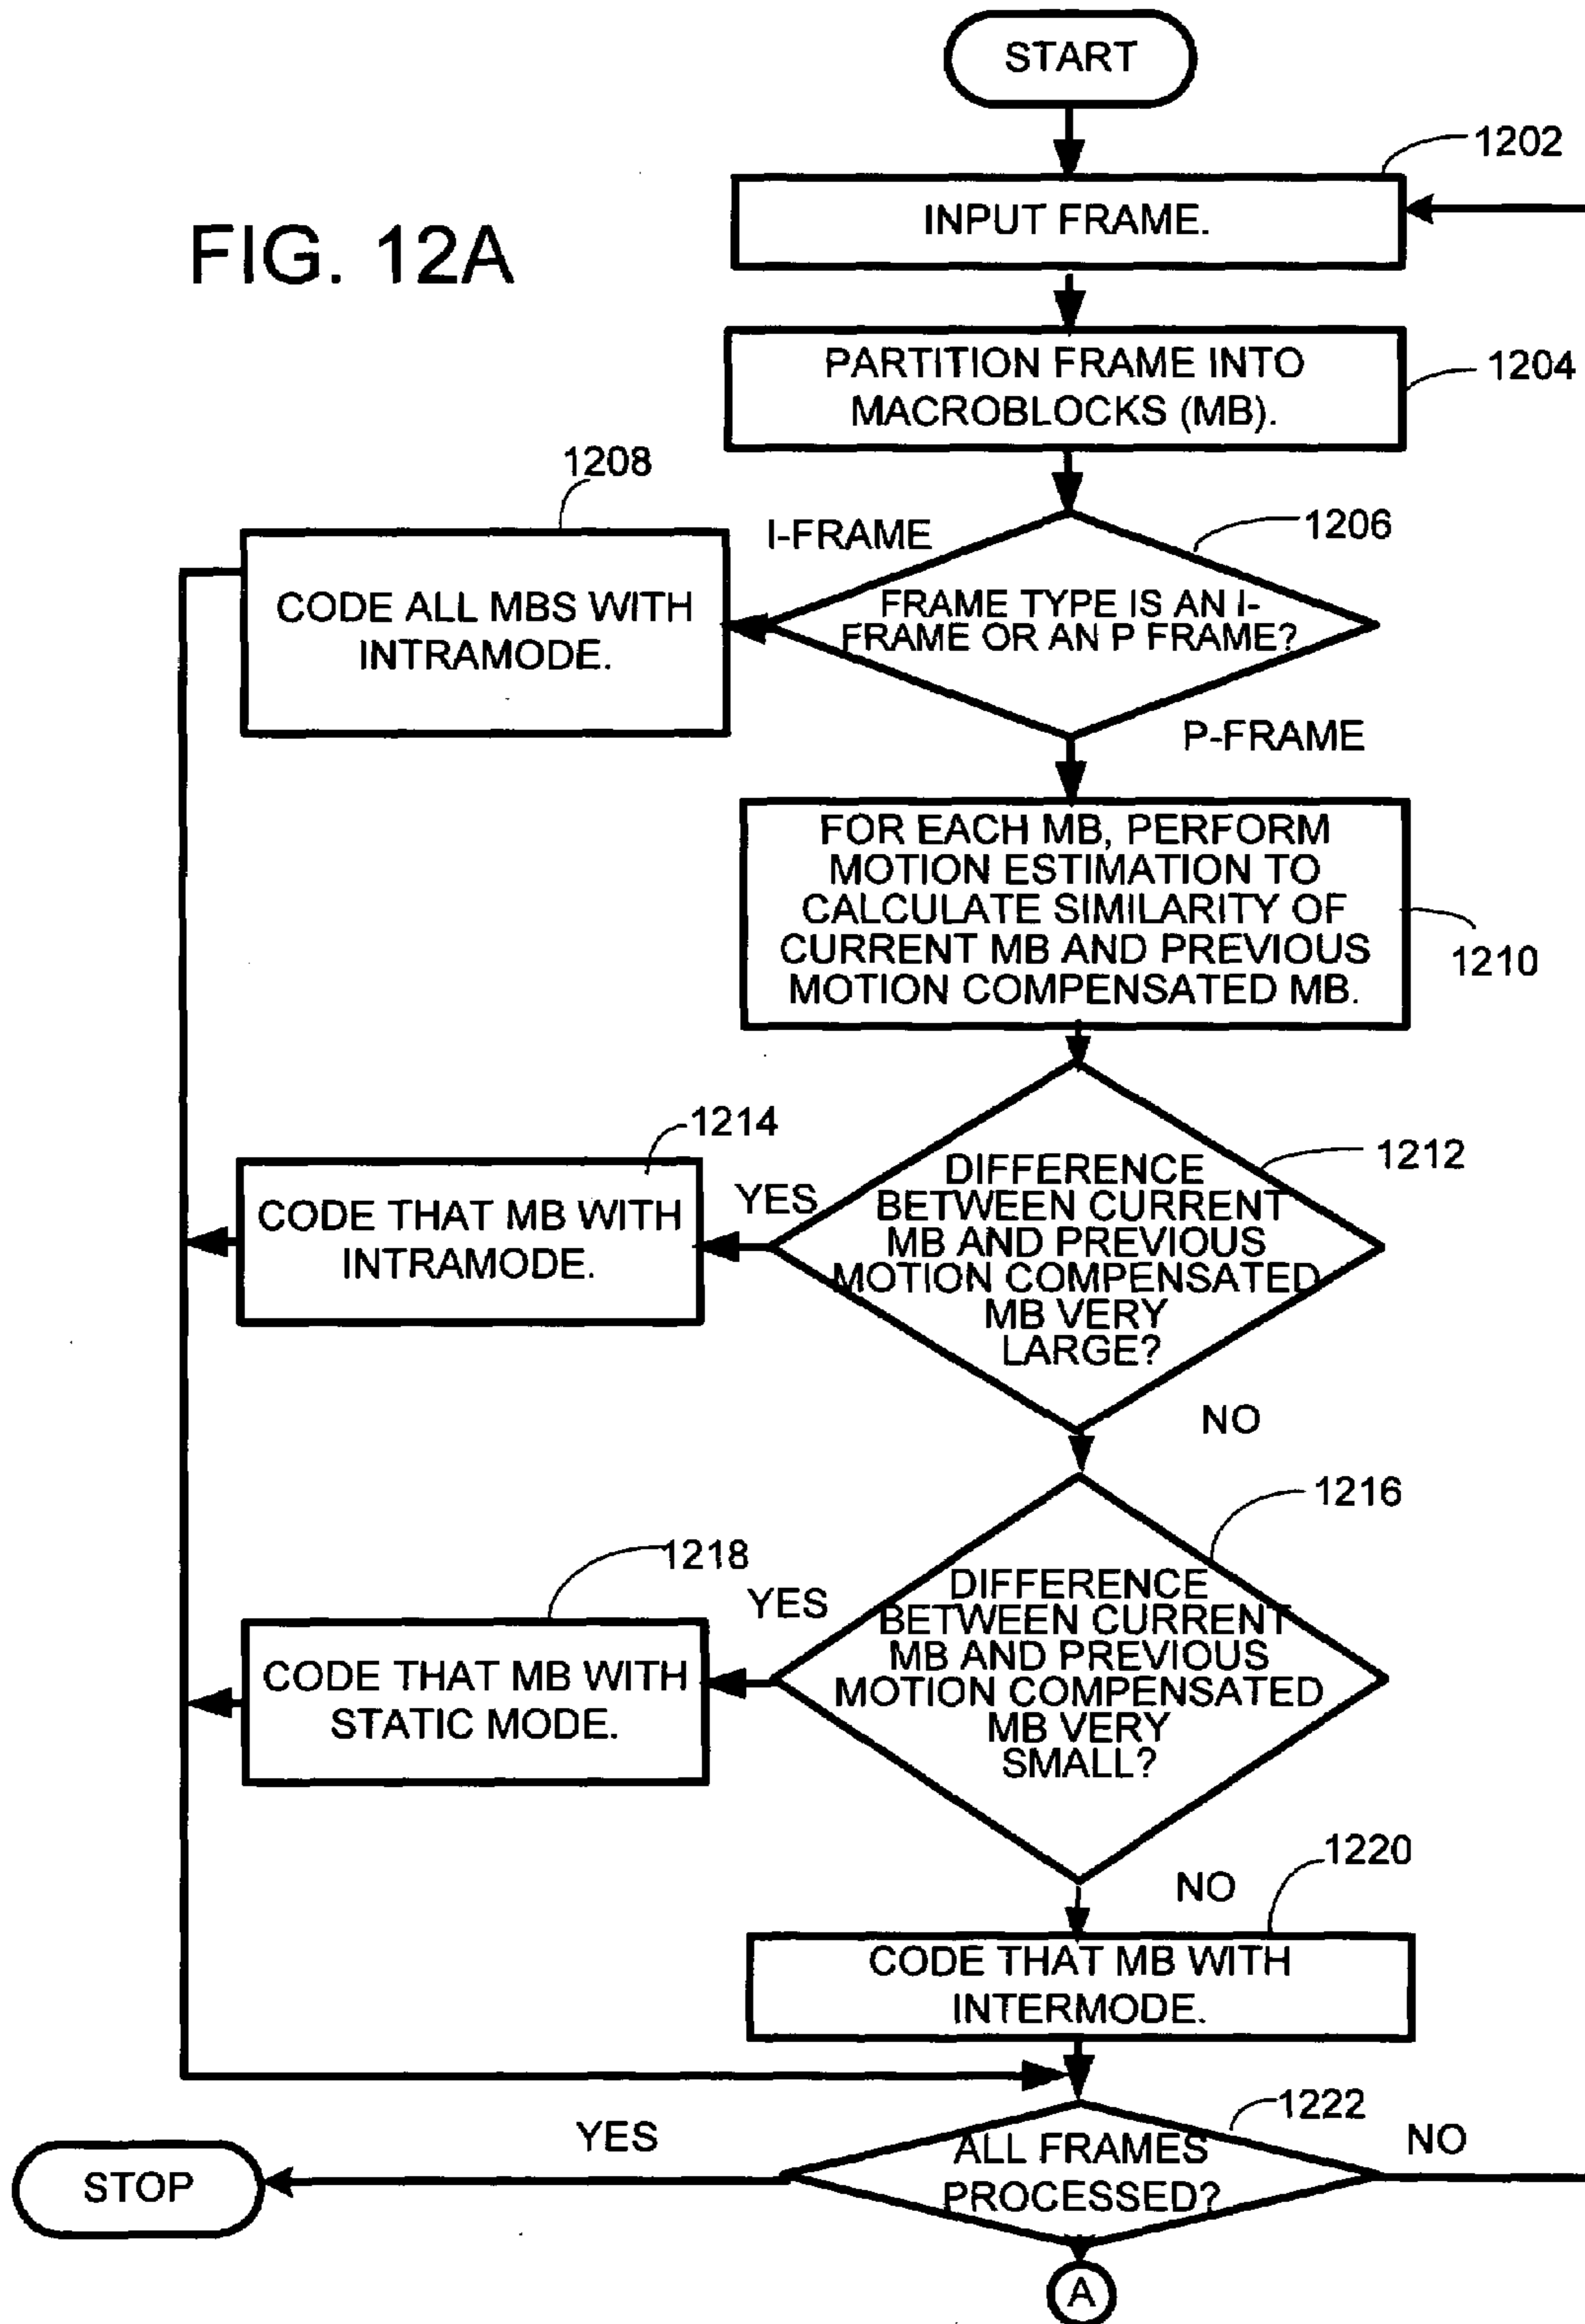 START
1202
INPUT FRAME.
FIG. 12A
PARTITION FRAME INTO
MACROBLOCKS (MB).
1204
1208
I-FRAME
1206
CODE ALL MBS WITH
INTRAMODE.
FRAME TYPE IS AN I-
FRAME OR AN P FRAME?
P-FRAME
FOR EACH MB, PERFORM
MOTION ESTIMATION TO
CALCULATE SIMILARITY OF
CURRENT MB AND PREVIOUS
MOTION COMPENSATED MB.
1210
1214
1212
YES
CODE THAT MB WITH
INTRAMODE.
DIFFERENCE
BETWEEN CURRENT
MB AND PREVIOUS
MOTION COMPENSATED
MB VERY
LARGE?
NO
1216
1218
YES
CODE THAT MB WITH
STATIC MODE.
DIFFERENCE
BETWEEN CURRENT
MB AND PREVIOUS
MOTION COMPENSATED
MB VERY
SMALL?
NO
1220
CODE THAT MB WITH
INTERMODE.
1222
YES
NO
STOP
ALL FRAMES
PROCESSED?
A